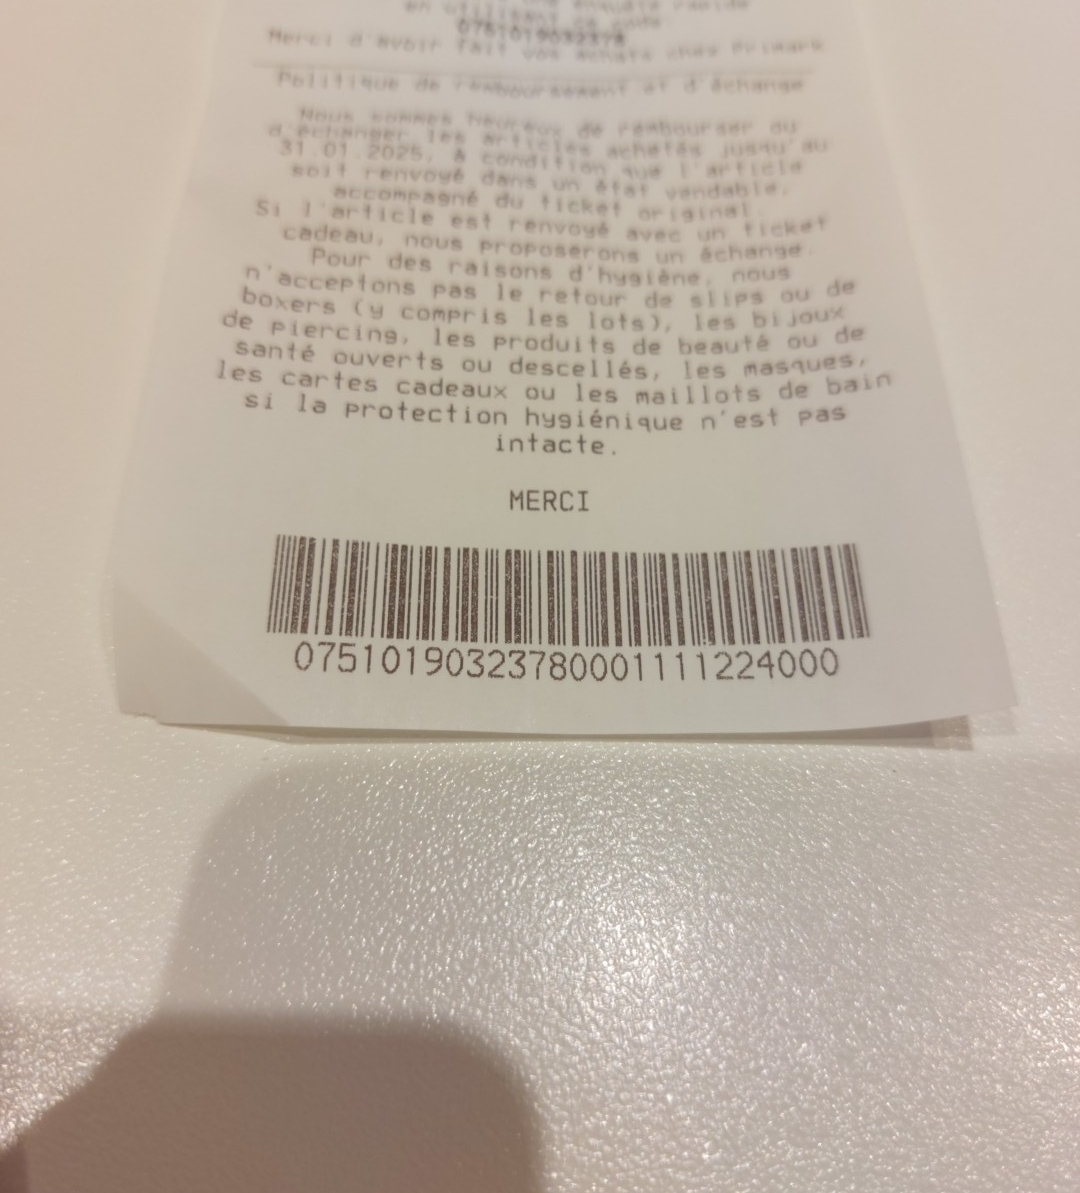 en utilisant ce code
0751019032378
Merci d'avoir fait vos achats chez Primark
Politique de remboursement et d'échange
Nous sommes heureux de rembourser ou
d'échanger les articles achetés jusqu'au
31.01.2025, à condition que l'article
soit renvoyé dans un état vendable,
accompagné du ticket original.
Si l'article est renvoyé avec un ticket
cadeau, nous proposerons un échange.
Pour des raisons d'hygiène, nous
n'acceptons pas le retour de slips ou de
boxers (y compris les lots), les bijoux
de piercing, les produits de beauté ou de
santé ouverts ou descellés, les masques,
les cartes cadeaux ou les maillots de bain
si la protection hygiénique n'est pas
intacte.
MERCI
07510190323780001111224000